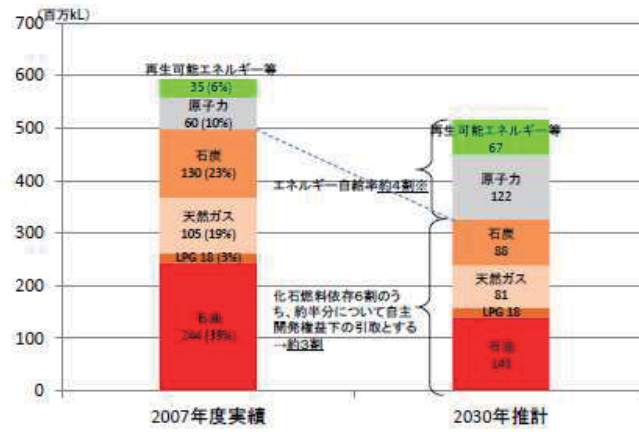 (百万kL)
700
600
500
400
300
200
100
0
再生可能エネルギー等
35 (6%)
原子力
60 (10%)
石炭
130 (23%)
天然ガス
105 (19%)
LPG 18 (3%)
石油
エネルギー自給率約4割※
化石燃料依存6割のう
ち、約半分について自主
開発権益下の引取とする
→約3割
再生可能エネルギー等
67
原子力
122
石炭
88
天然ガス
81
LPG 18
石油
2007年度実績
2030年推計